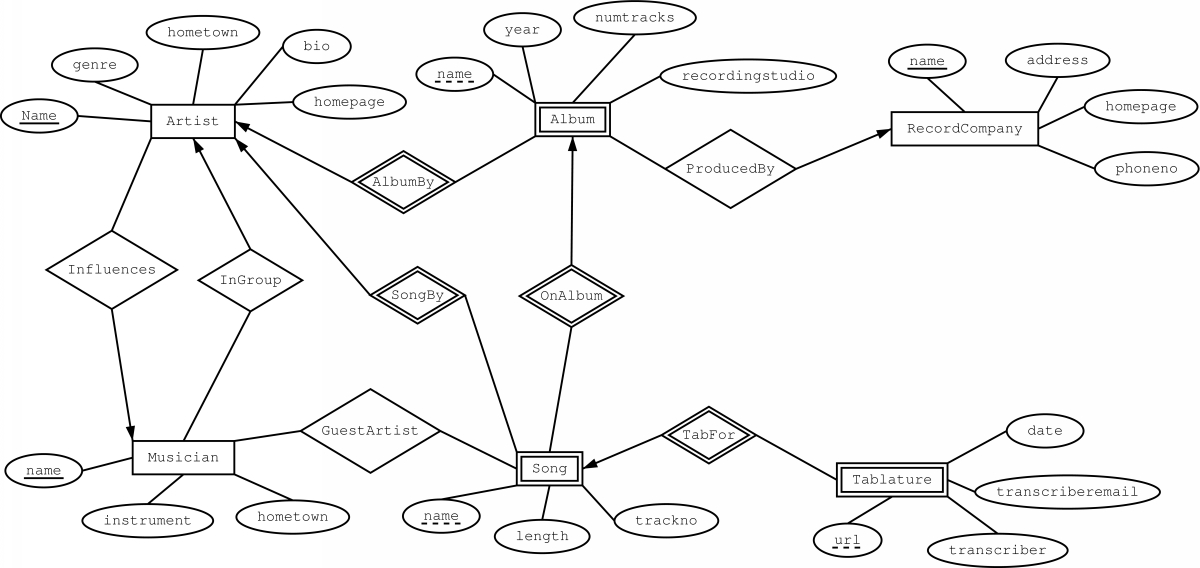 numtracks
year
hometown
bio
name
address
genre
name
recordingstudio
homepage
homepage
Name
Artist
Album
RecordCompany
ProducedBy
phoneno
AlbumBy
Influences
InGroup
SongBy
OnAlbum
GuestArtist
date
TabFor
Musician
Song
name
Tablature
transcriberemail
instrument
hometown
name
trackno
length
url
transcriber